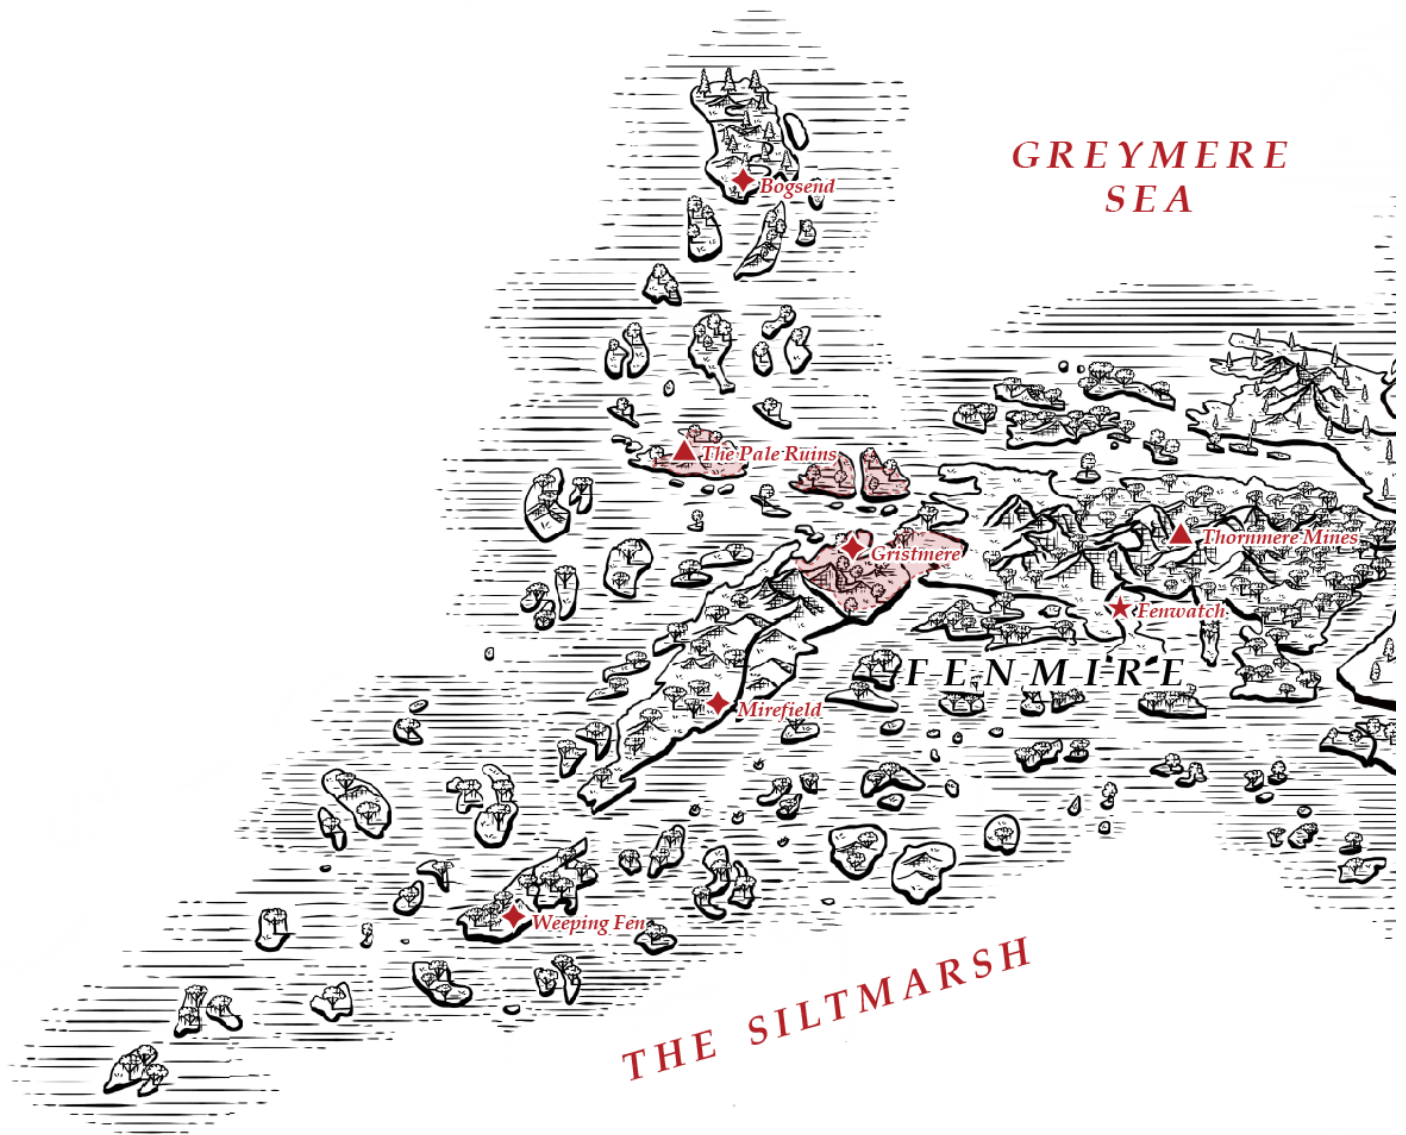 GREYMERE
SEA
Bogsend
The Pale Ruins
Thornmere Mines
Gristmere
Fenwatch
FENMIRE
Mirefield
Weeping Fen
THE SILTMARSH